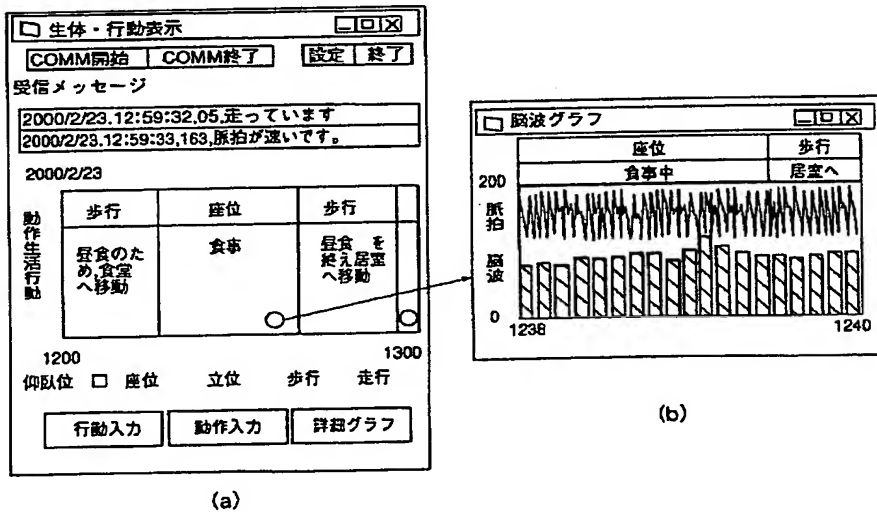 生体・行動表示
COMM開始 COMM終了 設定 終了
受信メッセージ
2000/2/23.12:59:32,05,走っています
2000/2/23.12:59:33,163,脈拍が速いです。
2000/2/23
動作生活行動
歩行 座位 歩行
昼食のた
め,食堂
へ移動
食事
昼食 を
終え居室
へ移動
1200 1300
仰臥位 座位 立位 歩行 走行
行動入力 動作入力 詳細グラフ
(a)
脳波グラフ
座位 歩行
食事中 居室へ
200
脈拍
脳波
0
1238 1240
(b)